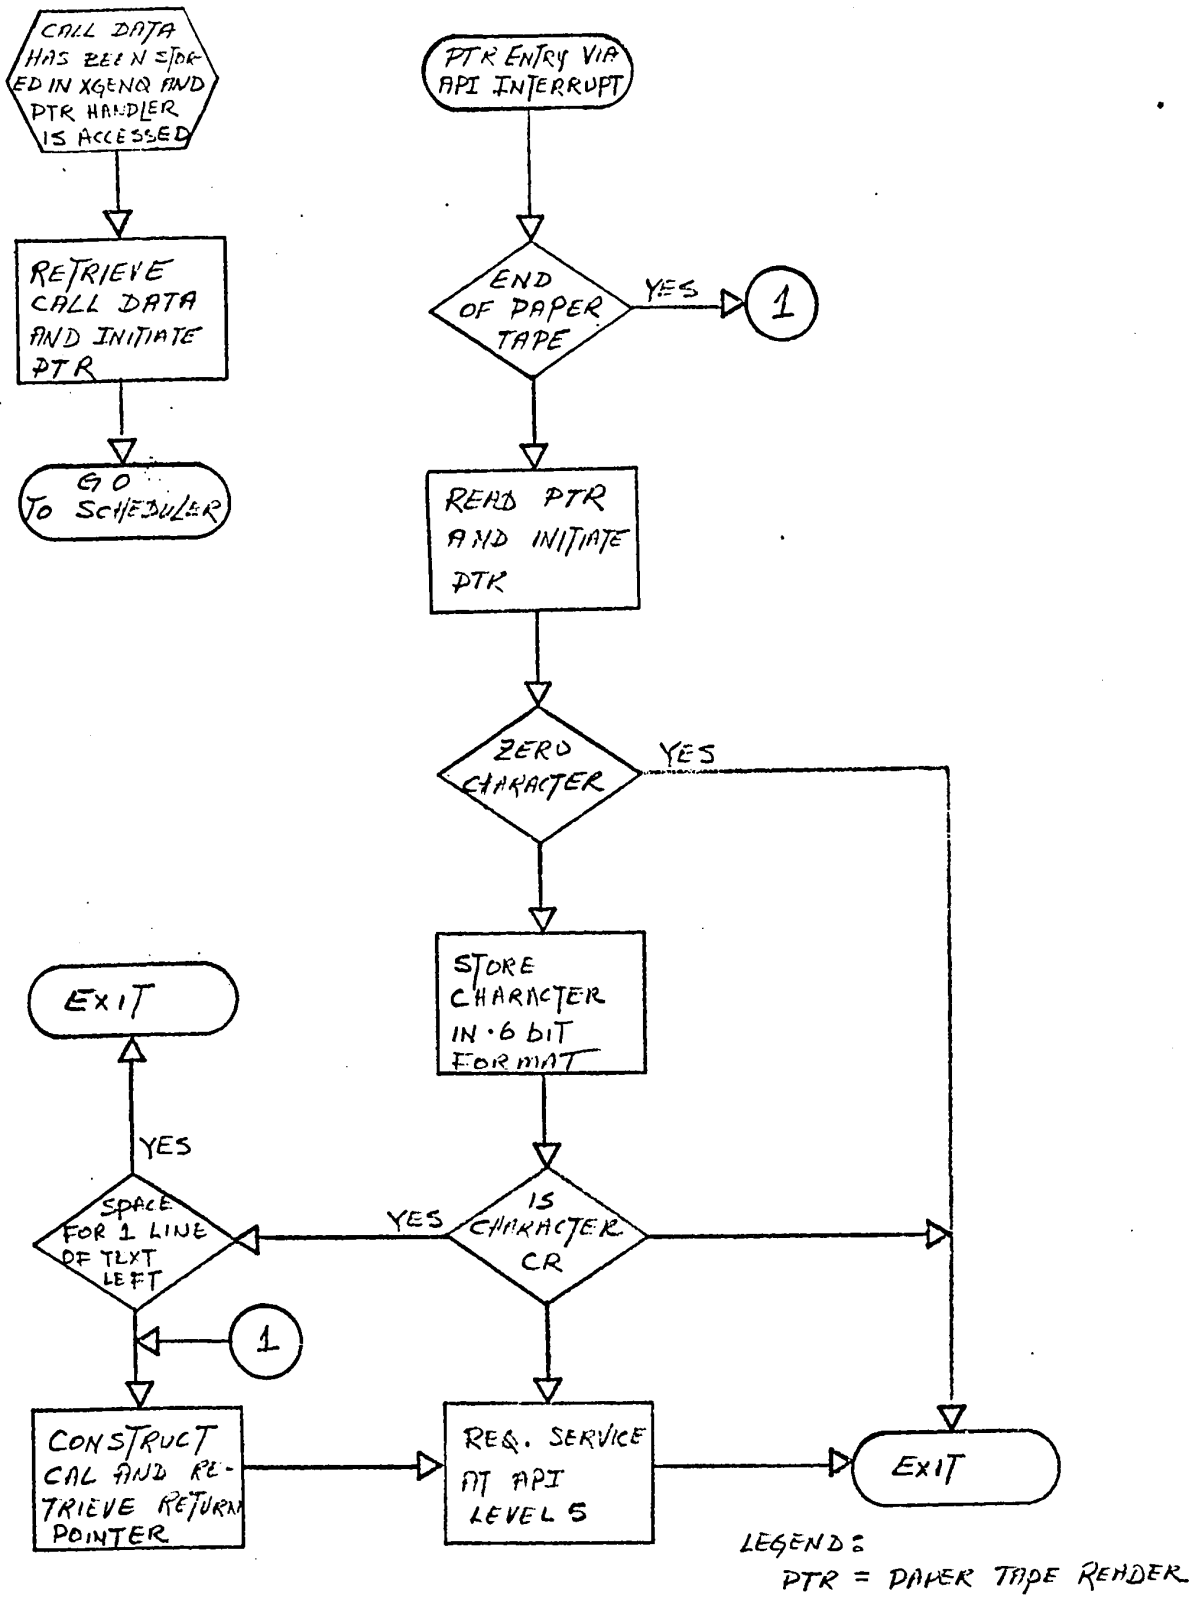 CALL DATA
HAS BEEN STOR-
ED IN XGENQ AND
PTR HANDLER
IS ACCESSED
RETRIEVE
CALL DATA
AND INITIATE
PTR
GO
TO SCHEDULER
PTR ENTRY VIA
API INTERRUPT
END
OF PAPER
TAPE
YES
1
READ PTR
AND INITIATE
PTR
ZERO
CHARACTER
YES
STORE
CHARACTER
IN 6 BIT
FORMAT
IS
CHARACTER
CR
YES
SPACE
FOR 1 LINE
OF TEXT
LEFT
YES
EXIT
1
CONSTRUCT
CAL AND RE-
TRIEVE RETURN
POINTER
REQ. SERVICE
AT API
LEVEL 5
EXIT
LEGEND:
PTR = PAPER TAPE READER